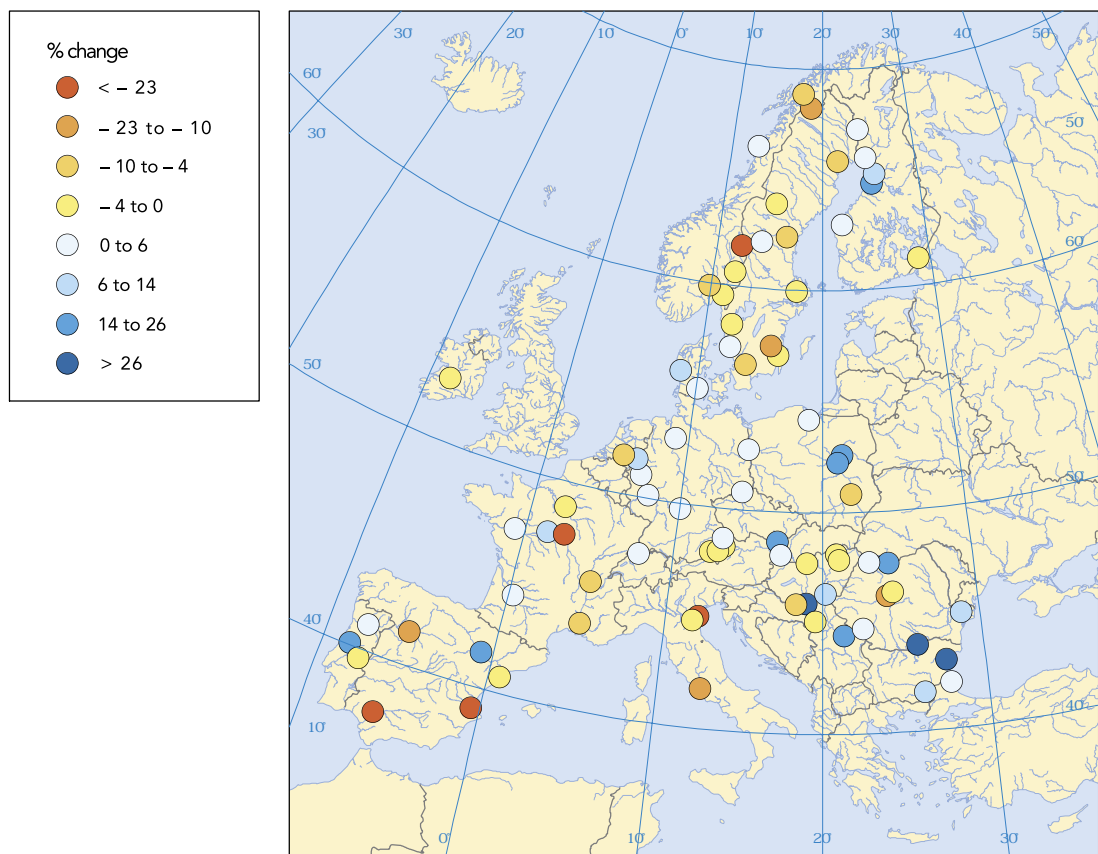 % change
< – 23
– 23 to – 10
– 10 to – 4
– 4 to 0
0 to 6
6 to 14
14 to 26
> 26
30° 20° 10° 0° 10° 20° 30° 50°
60°
30° 50°
60°
50°
50°
40°
10° 40°
0° 10° 20° 30°